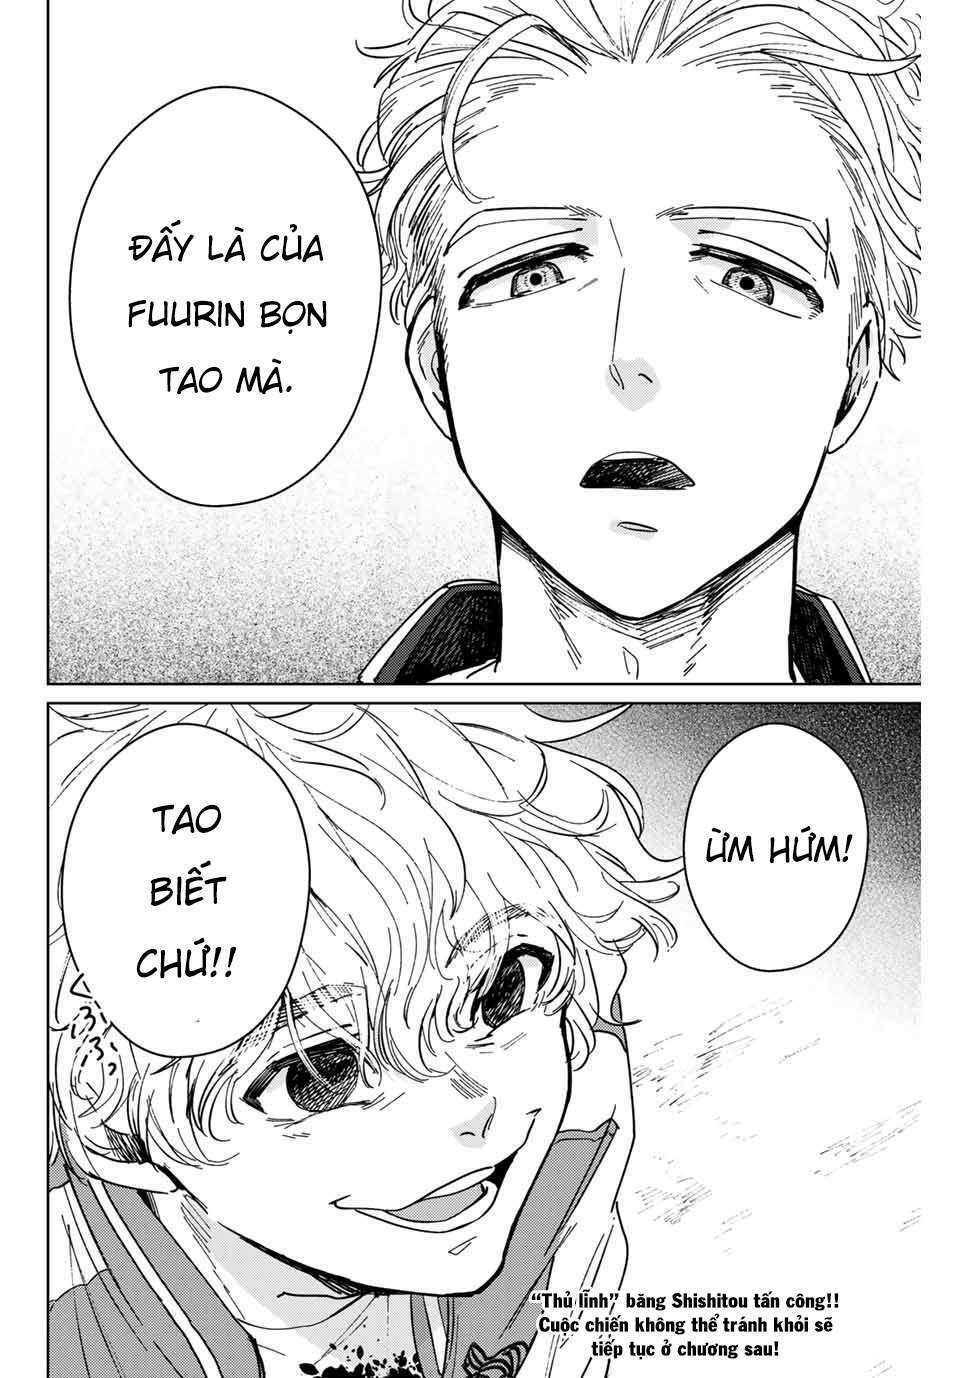 ĐẤY LÀ CỦA
FUURIN BỌN
TAO MÀ.
ỪM HỨM!
TAO
BIẾT
CHỨ!!
“Thủ lĩnh” băng Shishitou tấn công!!
Cuộc chiến không thể tránh khỏi sẽ
tiếp tục ở chương sau!